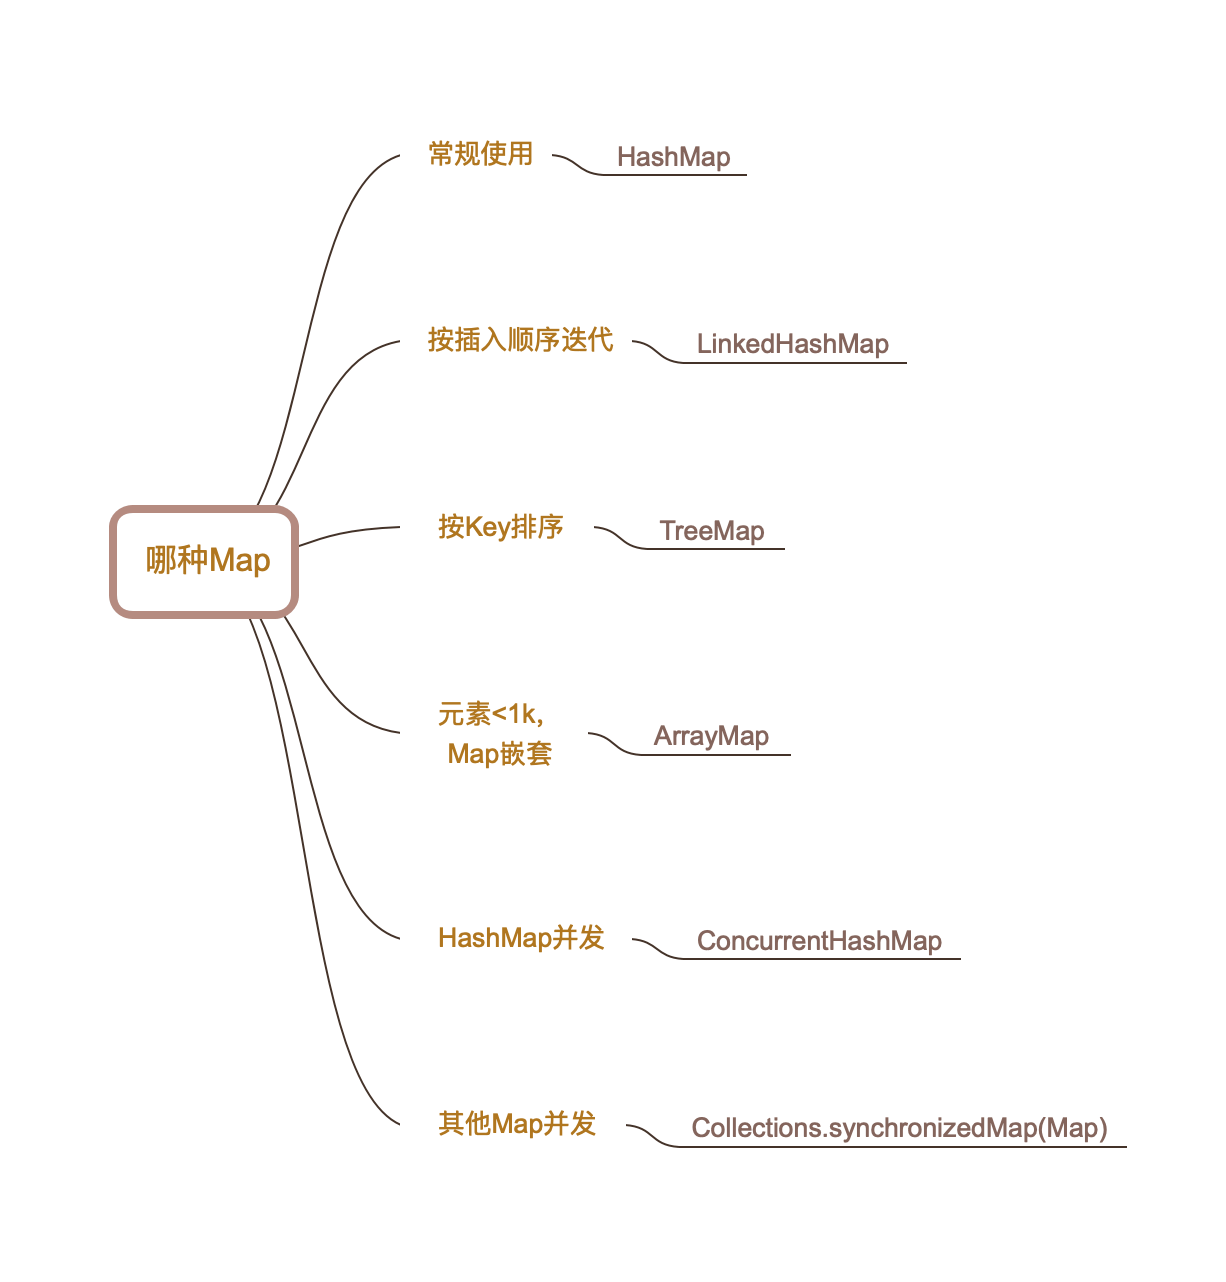 常规使用
HashMap
按插入顺序迭代
LinkedHashMap
按Key排序
TreeMap
哪种Map
元素<1k，
Map嵌套
ArrayMap
HashMap并发
ConcurrentHashMap
其他Map并发
Collections.synchronizedMap(Map)